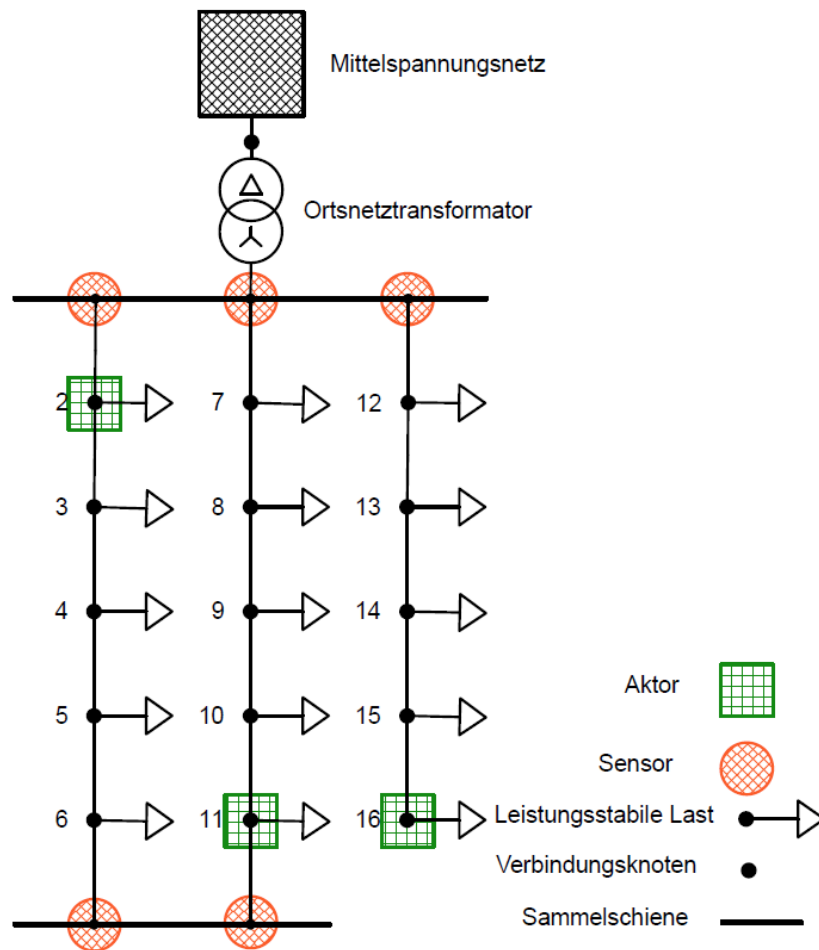 Mittelspannungsnetz
Ortsnetztransformator
2 7 12
3 8 13
4 9 14
5 10 15
6 11 16
Aktor
Sensor
Leistungsstabile Last
Verbindungsknoten
Sammelschiene